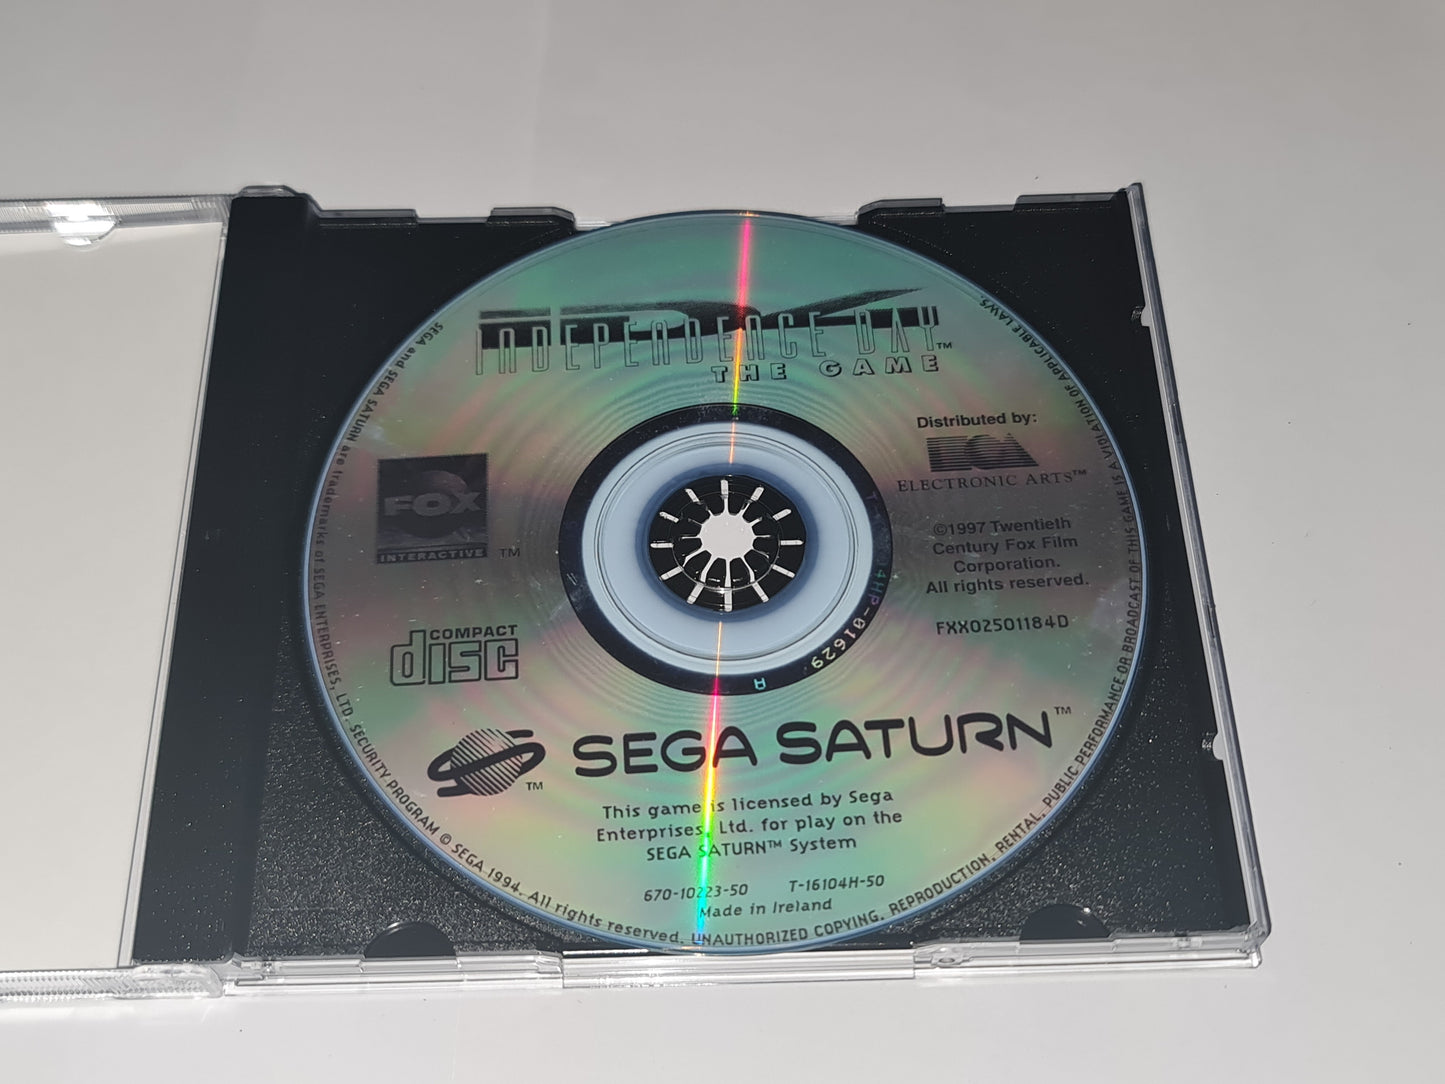 ID4
INDEPENDENCE DAY™
THE GAME
Distributed by:
EA
ELECTRONIC ARTS™
FOX
INTERACTIVE ™
©1997 Twentieth
Century Fox Film
Corporation.
All rights reserved.
FXX02501184D
COMPACT
disc
SEGA SATURN™
™
This game is licensed by Sega
Enterprises, Ltd. for play on the
SEGA SATURN™ System
670-10223-50 T-16104H-50
Made in Ireland
SEGA and SEGA SATURN are trademarks of SEGA ENTERPRISES, LTD. SECURITY PROGRAM © SEGA 1994. All rights reserved. UNAUTHORIZED COPYING, REPRODUCTION, RENTAL, PUBLIC PERFORMANCE OR BROADCAST OF THIS GAME IS A VIOLATION OF APPLICABLE LAWS.
4HP-01629
A